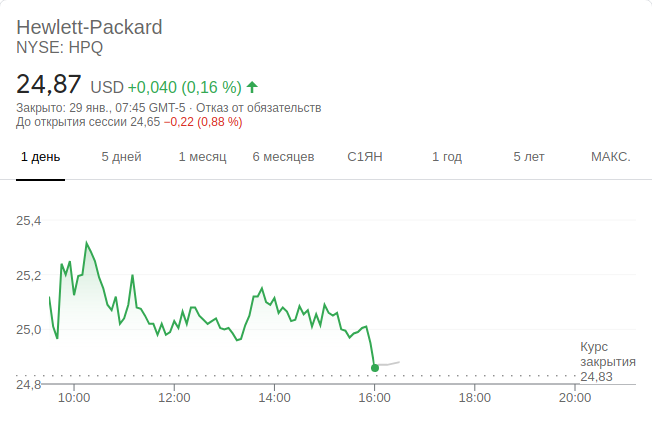 Hewlett-Packard
NYSE: HPQ
24,87 USD +0,040 (0,16 %)
Закрыто: 29 янв., 07:45 GMT-5 · Отказ от обязательств
До открытия сессии 24,65 −0,22 (0,88 %)
1 день 5 дней 1 месяц 6 месяцев С1ЯН 1 год 5 лет МАКС.
25,4
25,2
25,0
Курс
закрытия
24,83
24,8
10:00 12:00 14:00 16:00 18:00 20:00